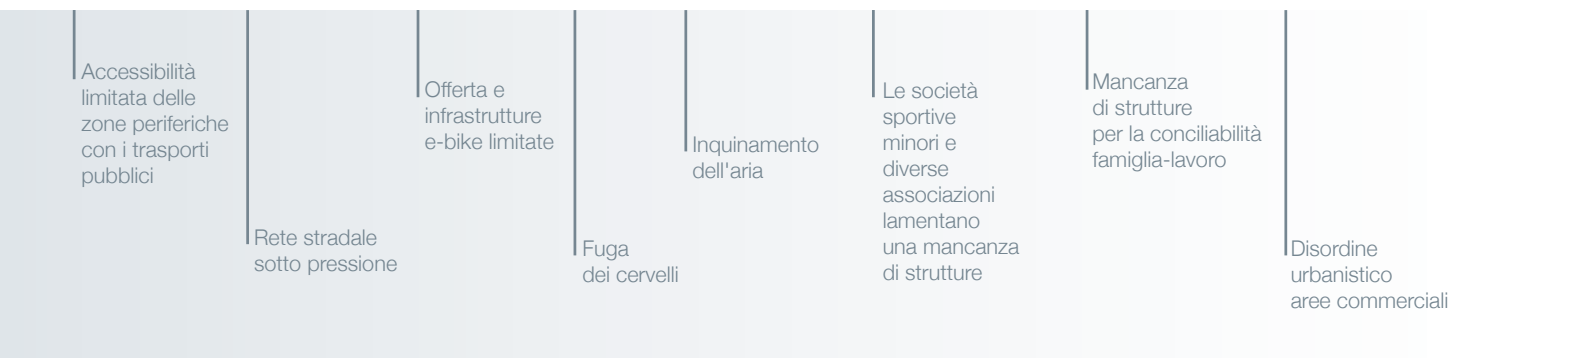 Accessibilità
limitata delle
zone periferiche
con i trasporti
pubblici
Rete stradale
sotto pressione
Offerta e
infrastrutture
e-bike limitate
Fuga
dei cervelli
Inquinamento
dell'aria
Le società
sportive
minori e
diverse
associazioni
lamentano
una mancanza
di strutture
Mancanza
di strutture
per la conciliabilità
famiglia-lavoro
Disordine
urbanistico
aree commerciali